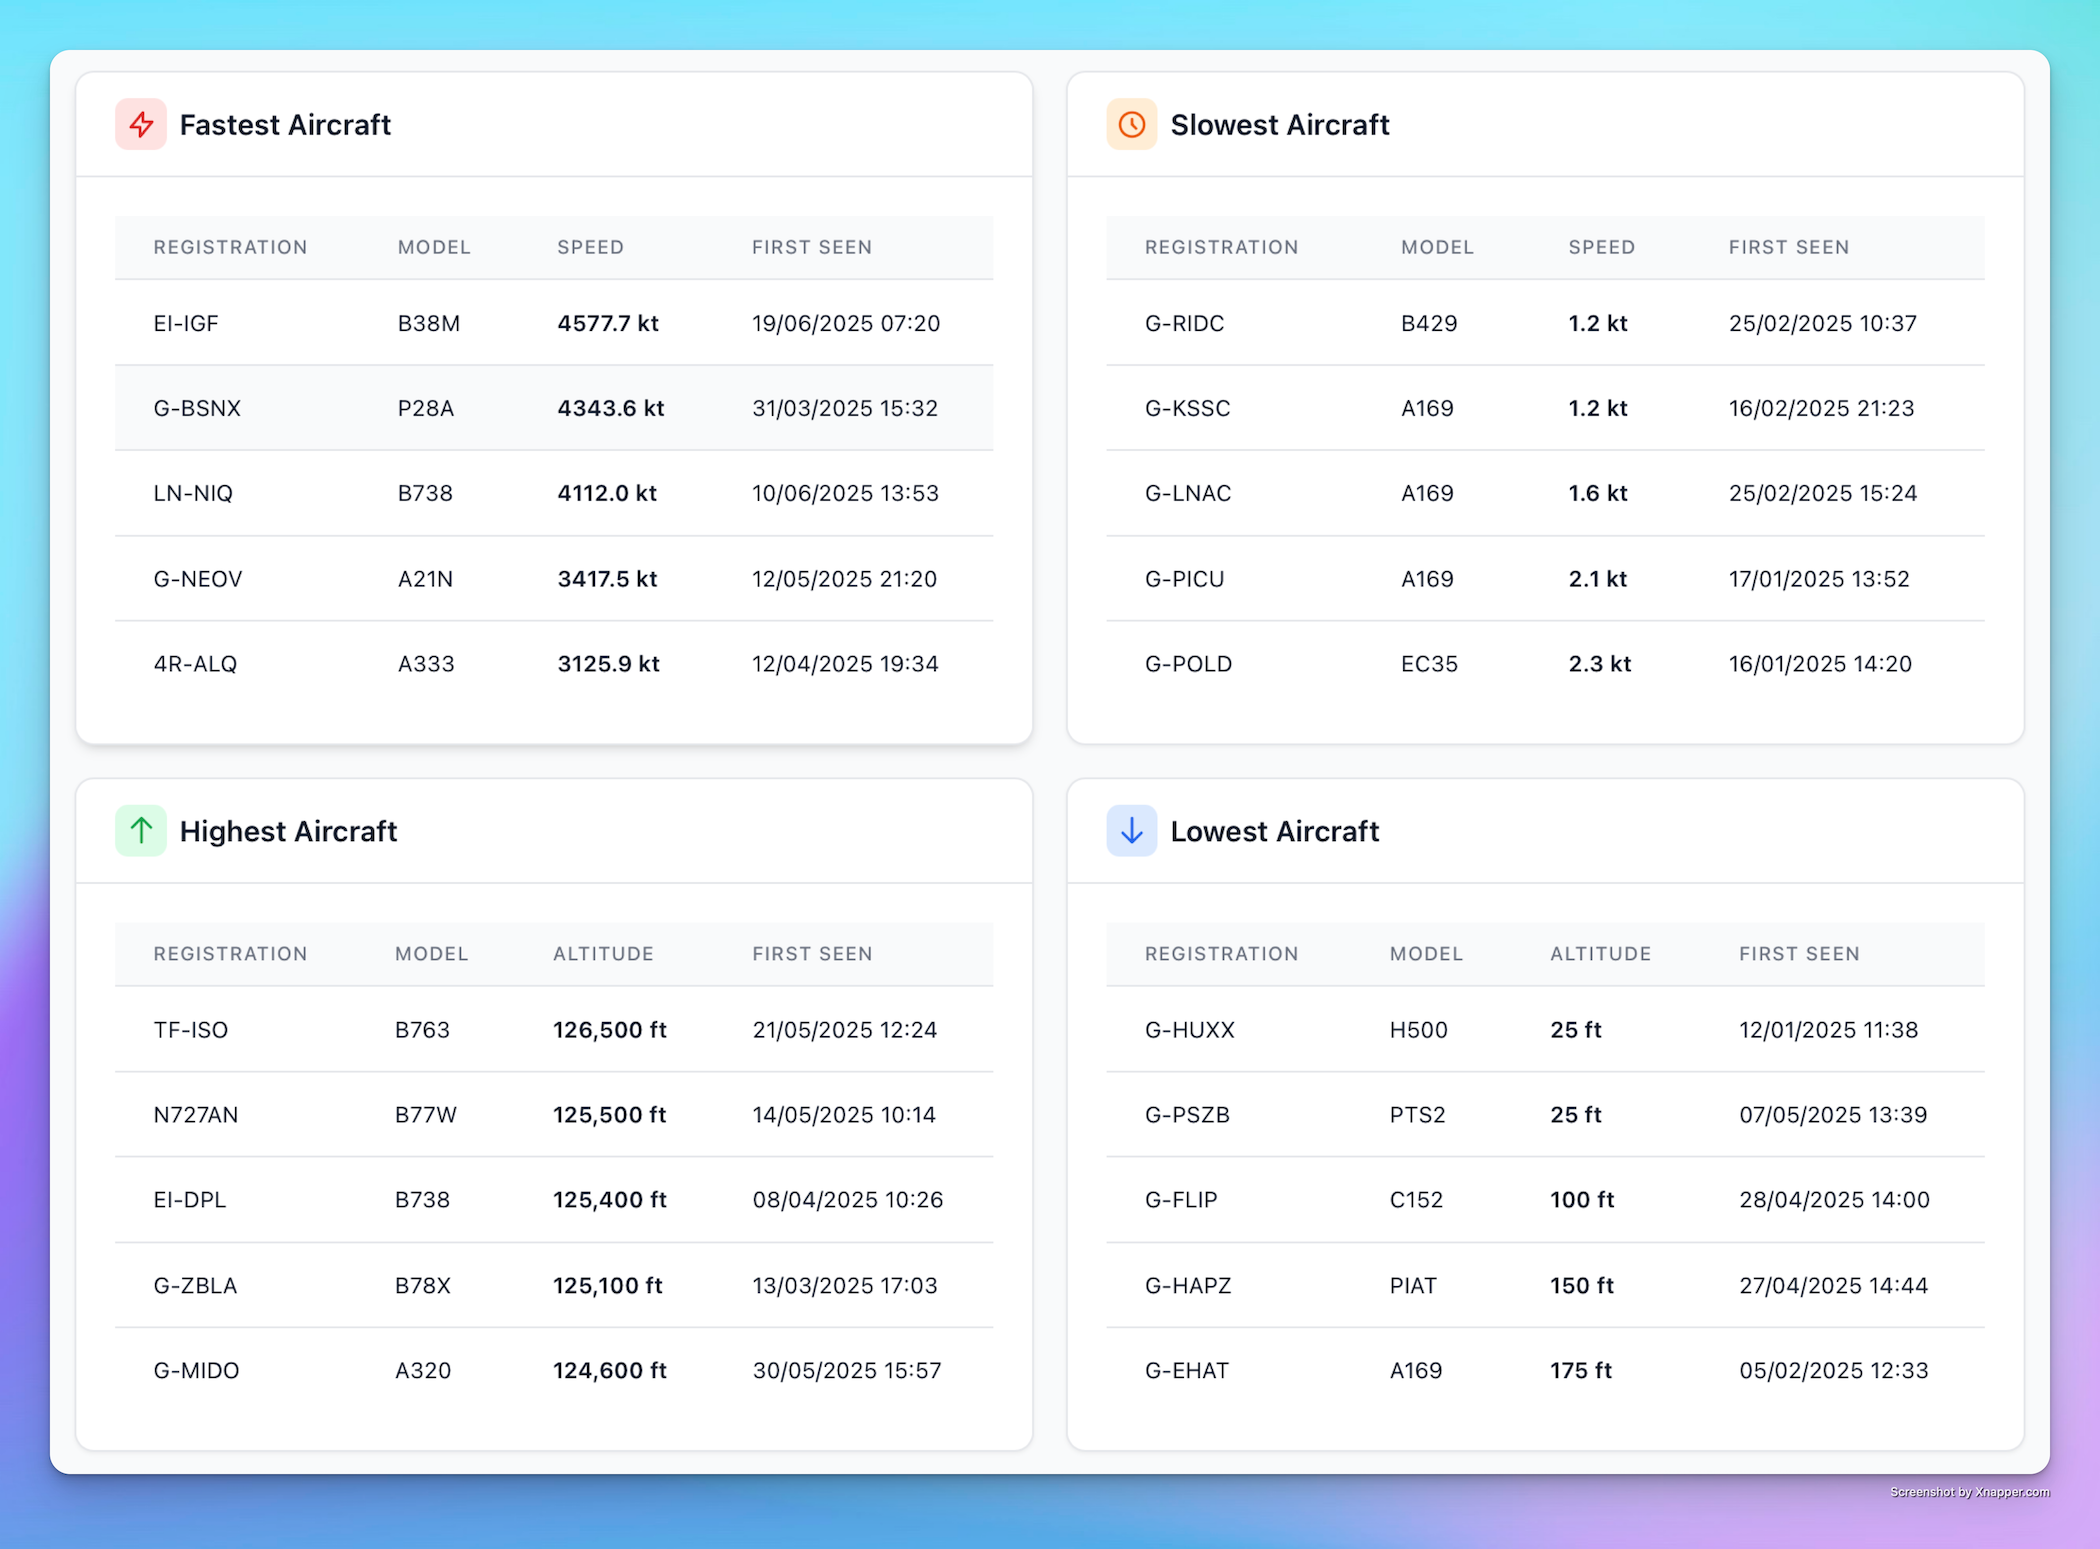 Fastest Aircraft
REGISTRATION MODEL SPEED FIRST SEEN
EI-IGF B38M 4577.7 kt 19/06/2025 07:20
G-BSNX P28A 4343.6 kt 31/03/2025 15:32
LN-NIQ B738 4112.0 kt 10/06/2025 13:53
G-NEOV A21N 3417.5 kt 12/05/2025 21:20
4R-ALQ A333 3125.9 kt 12/04/2025 19:34
Slowest Aircraft
REGISTRATION MODEL SPEED FIRST SEEN
G-RIDC B429 1.2 kt 25/02/2025 10:37
G-KSSC A169 1.2 kt 16/02/2025 21:23
G-LNAC A169 1.6 kt 25/02/2025 15:24
G-PICU A169 2.1 kt 17/01/2025 13:52
G-POLD EC35 2.3 kt 16/01/2025 14:20
Highest Aircraft
REGISTRATION MODEL ALTITUDE FIRST SEEN
TF-ISO B763 126,500 ft 21/05/2025 12:24
N727AN B77W 125,500 ft 14/05/2025 10:14
EI-DPL B738 125,400 ft 08/04/2025 10:26
G-ZBLA B78X 125,100 ft 13/03/2025 17:03
G-MIDO A320 124,600 ft 30/05/2025 15:57
Lowest Aircraft
REGISTRATION MODEL ALTITUDE FIRST SEEN
G-HUXX H500 25 ft 12/01/2025 11:38
G-PSZB PTS2 25 ft 07/05/2025 13:39
G-FLIP C152 100 ft 28/04/2025 14:00
G-HAPZ PIAT 150 ft 27/04/2025 14:44
G-EHAT A169 175 ft 05/02/2025 12:33
Screenshot by Xnapper.com